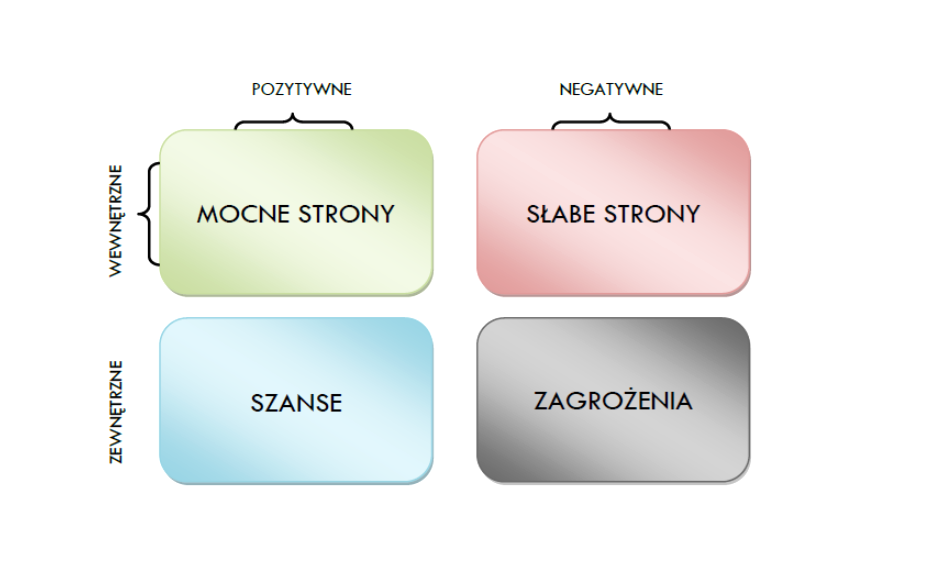 POZYTYWNE
NEGATYWNE
WEWNĘTRZNE
MOCNE STRONY
SŁABE STRONY
ZEWNĘTRZNE
SZANSE
ZAGROŻENIA